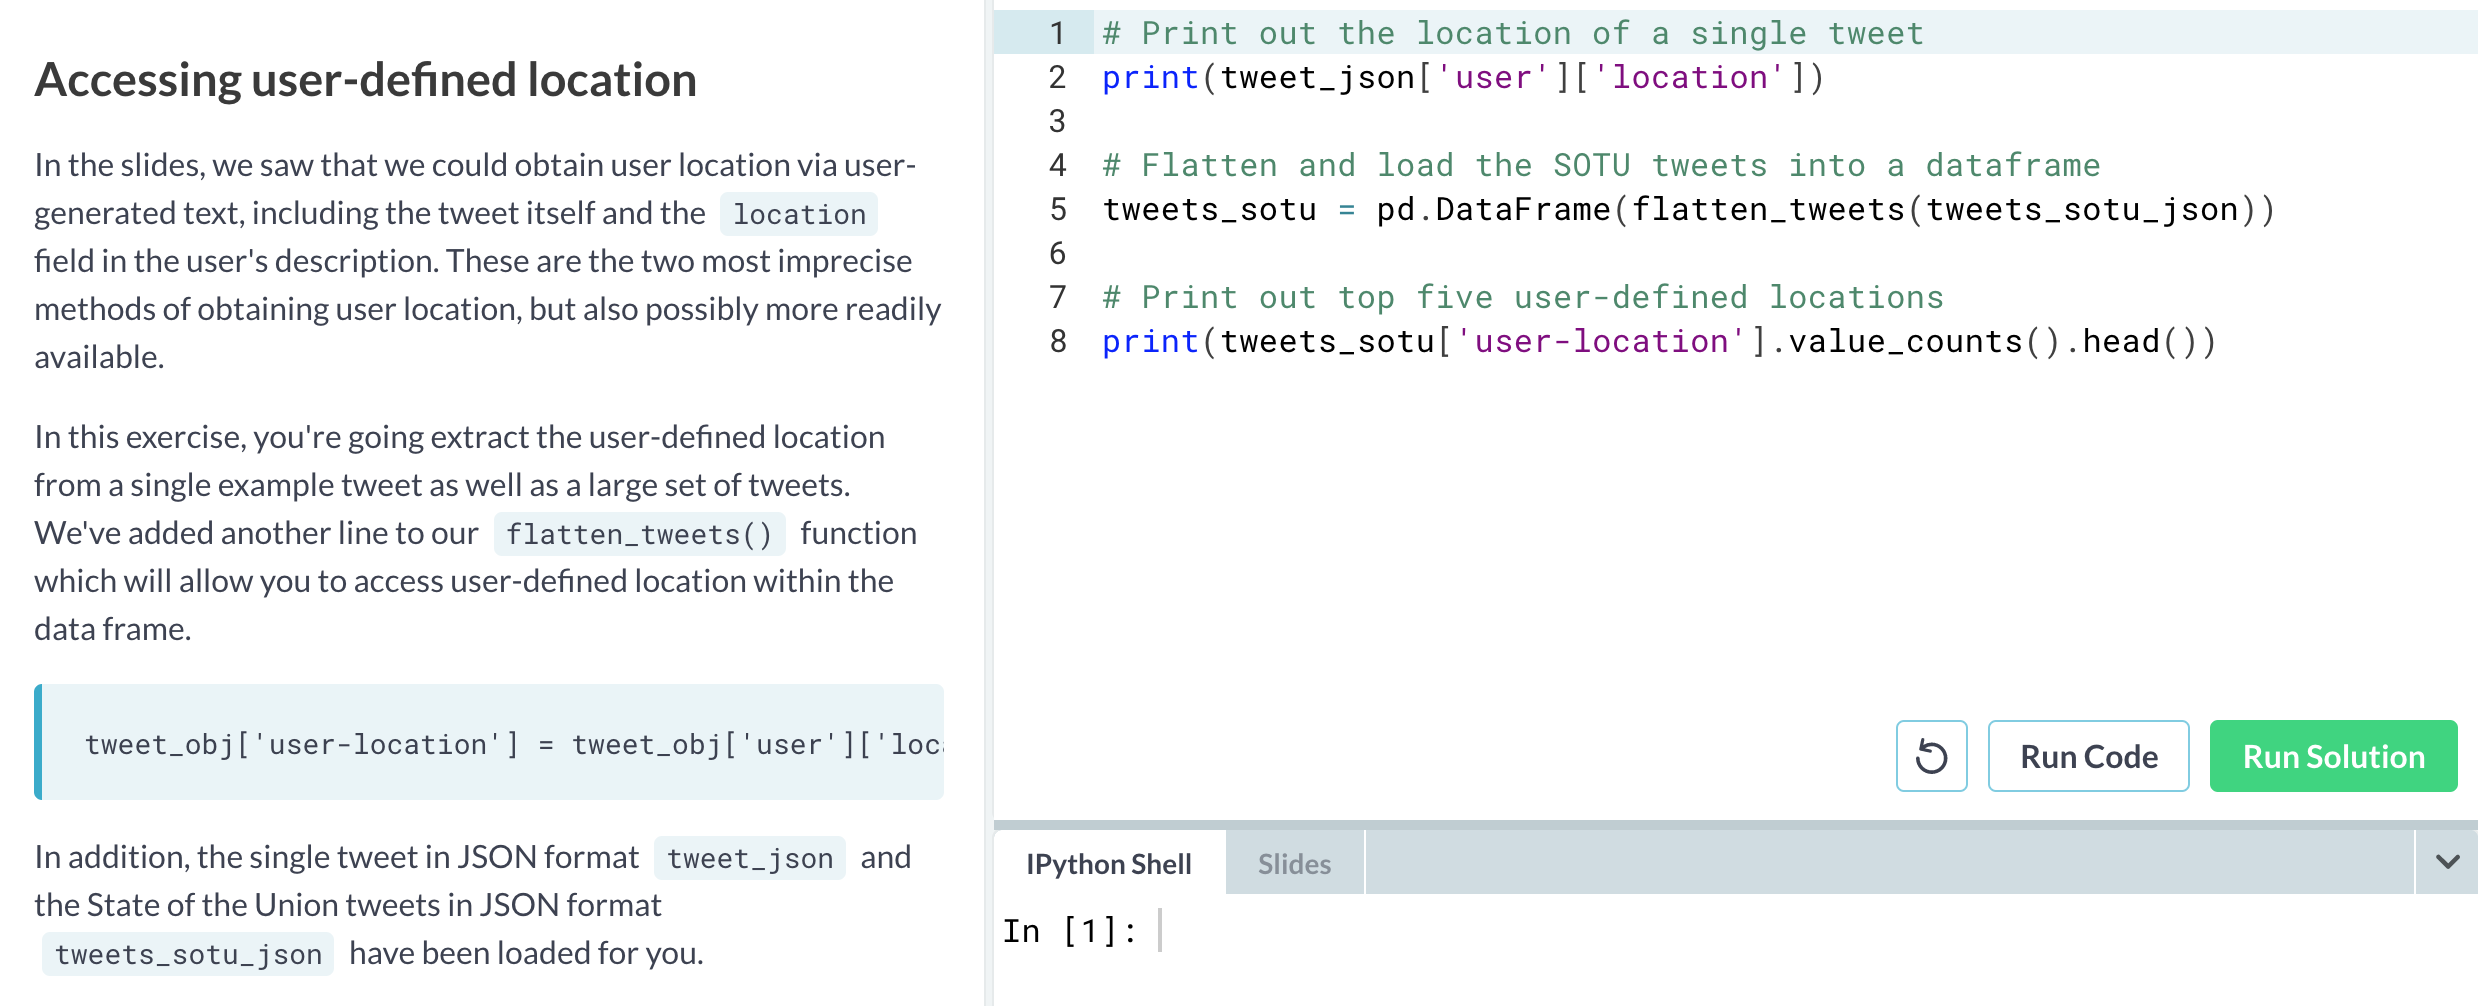 Accessing user-defined location
In the slides, we saw that we could obtain user location via user-
generated text, including the tweet itself and the location
field in the user's description. These are the two most imprecise
methods of obtaining user location, but also possibly more readily
available.
In this exercise, you're going extract the user-defined location
from a single example tweet as well as a large set of tweets.
We've added another line to our flatten_tweets() function
which will allow you to access user-defined location within the
data frame.
tweet_obj['user-location'] = tweet_obj['user']['loc
In addition, the single tweet in JSON format tweet_json and
the State of the Union tweets in JSON format
tweets_sotu_json have been loaded for you.
1 # Print out the location of a single tweet
2 print(tweet_json['user']['location'])
3
4 # Flatten and load the SOTU tweets into a dataframe
5 tweets_sotu = pd.DataFrame(flatten_tweets(tweets_sotu_json))
6
7 # Print out top five user-defined locations
8 print(tweets_sotu['user-location'].value_counts().head())
Run Code Run Solution
IPython Shell Slides
In [1]: